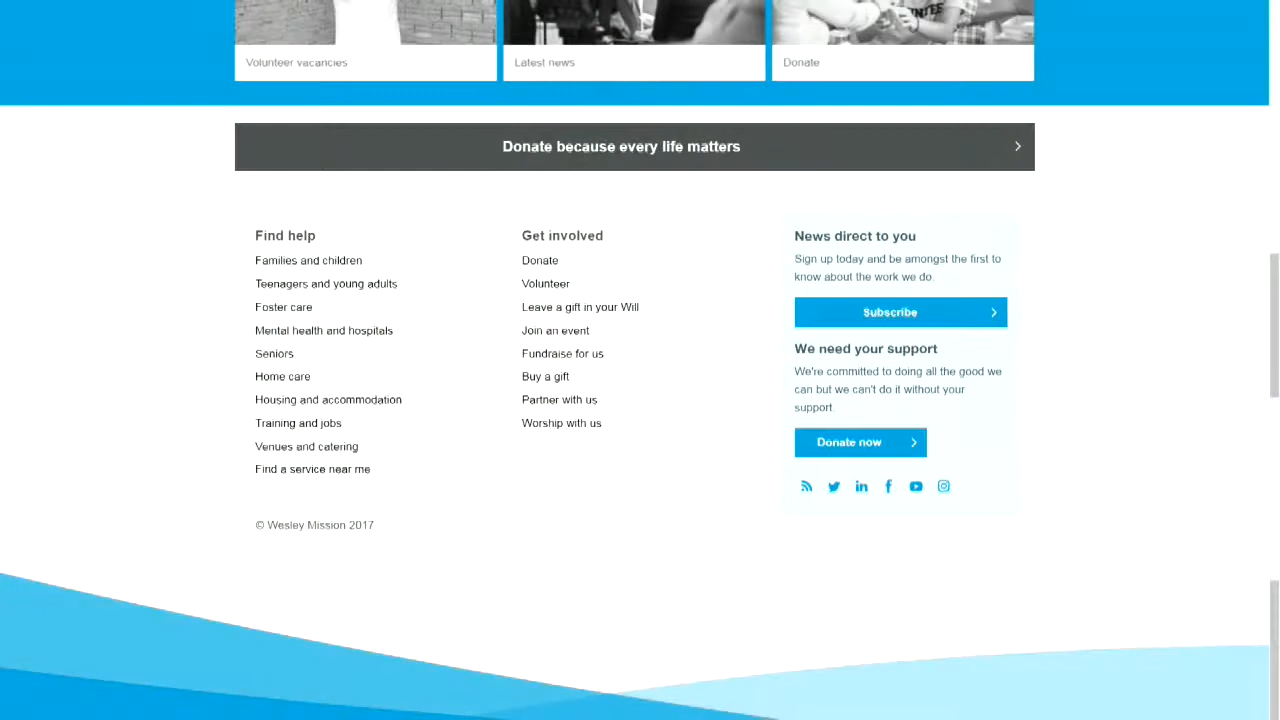 Volunteer vacancies
Latest news
Donate
Donate because every life matters
Find help
Families and children
Teenagers and young adults
Foster care
Mental health and hospitals
Seniors
Home care
Housing and accommodation
Training and jobs
Venues and catering
Find a service near me
© Wesley Mission 2017
Get involved
Donate
Volunteer
Leave a gift in your Will
Join an event
Fundraise for us
Buy a gift
Partner with us
Worship with us
News direct to you
Sign up today and be amongst the first to
know about the work we do.
Subscribe
We need your support
We're committed to doing all the good we
can but we can't do it without your
support.
Donate now